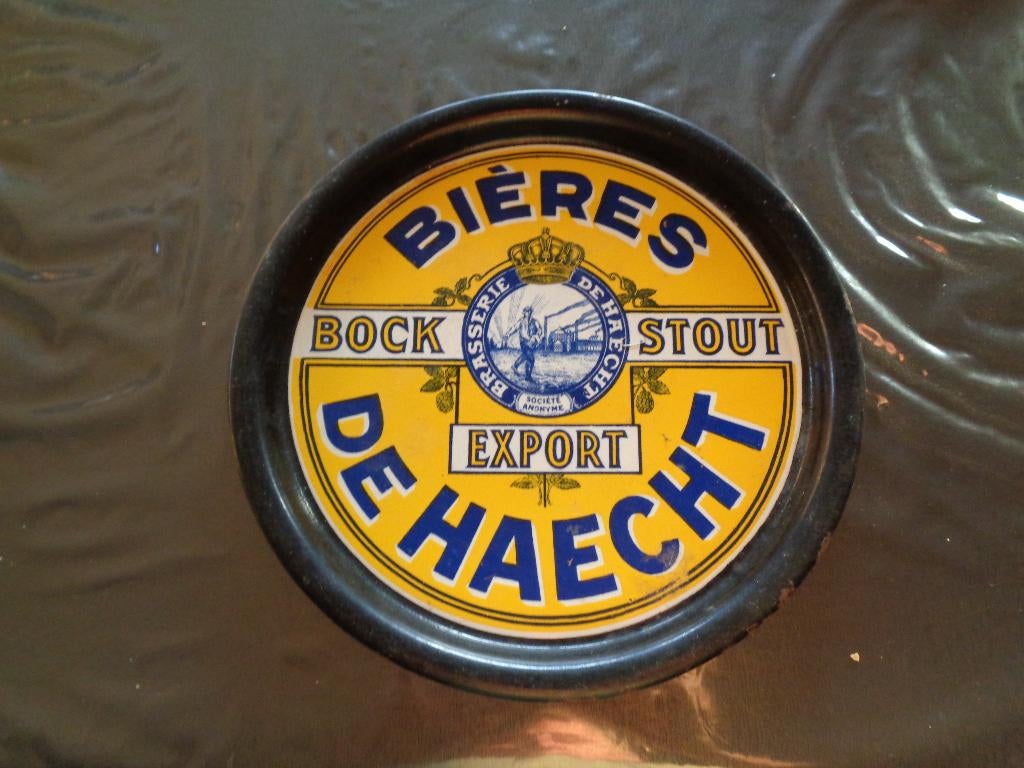 BIÈRES
BRASSERIE DE HAECHT
BOCK STOUT
SOCIÉTÉ
ANONYME
EXPORT
DE HAECHT